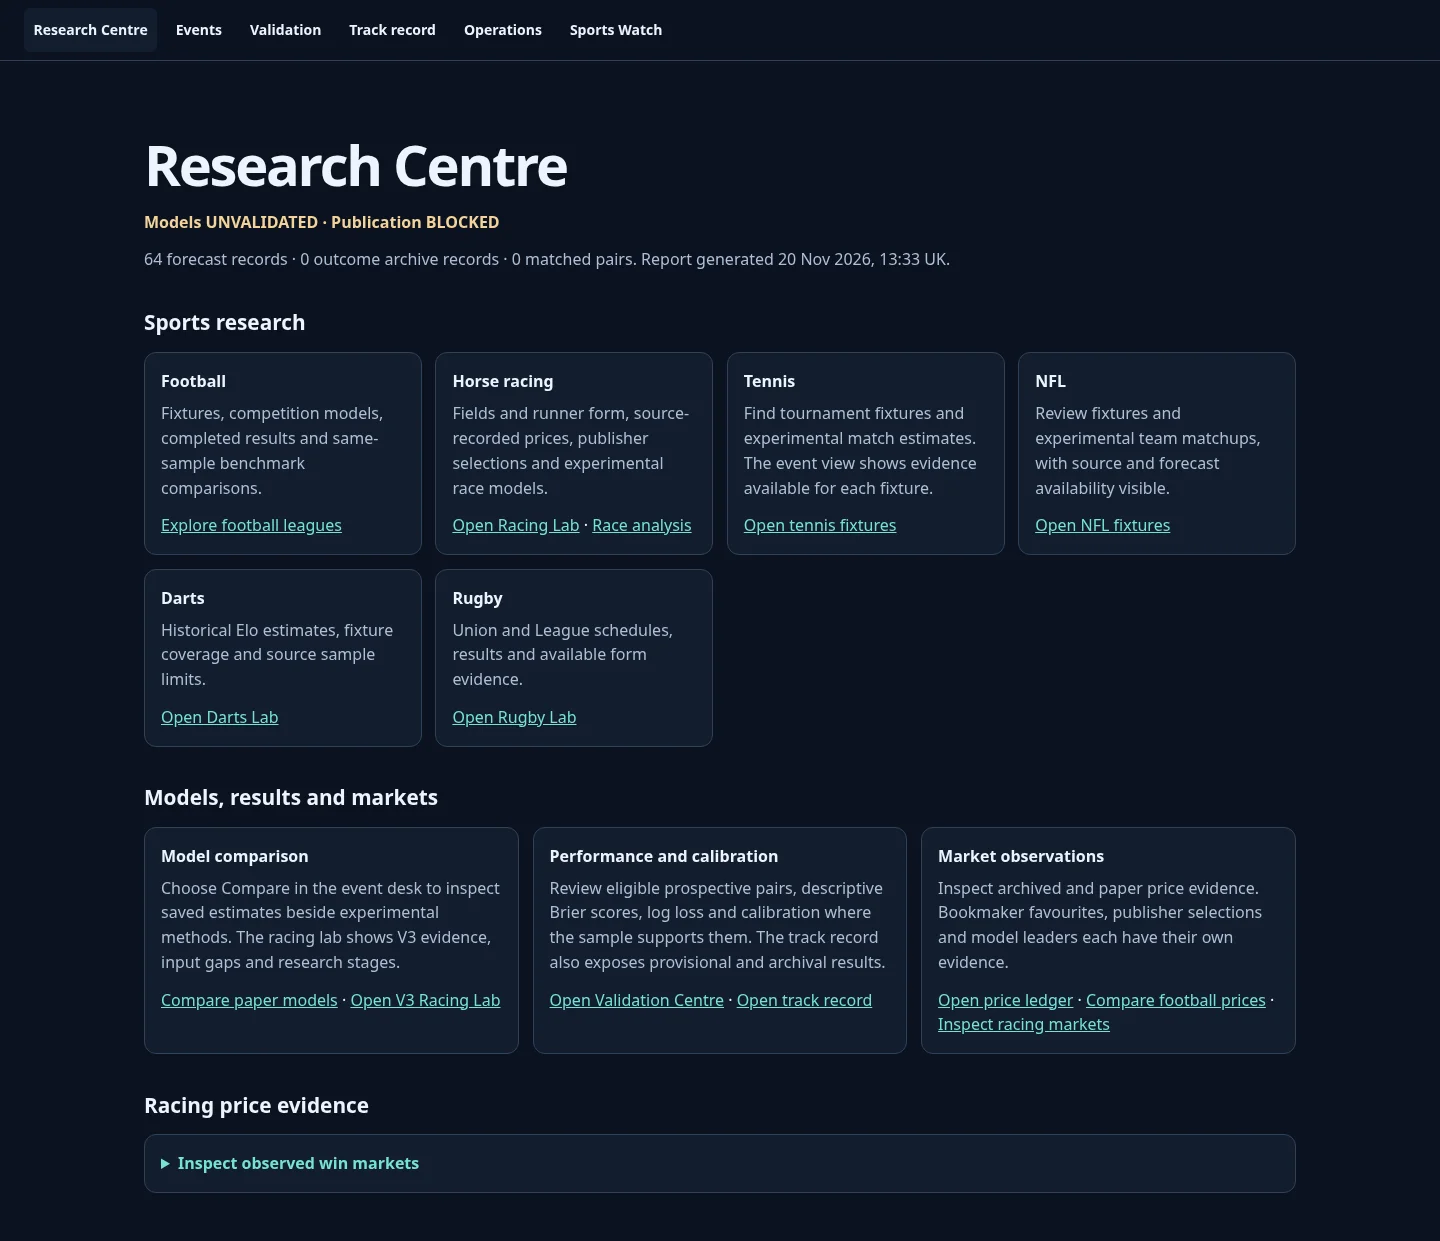 Research Centre Events Validation Track record Operations Sports Watch
Research Centre
Models UNVALIDATED · Publication BLOCKED
64 forecast records · 0 outcome archive records · 0 matched pairs. Report generated 20 Nov 2026, 13:33 UK.
Sports research
Football
Fixtures, competition models,
completed results and same-
sample benchmark
comparisons.
Explore football leagues
Horse racing
Fields and runner form, source-
recorded prices, publisher
selections and experimental
race models.
Open Racing Lab · Race analysis
Tennis
Find tournament fixtures and
experimental match estimates.
The event view shows evidence
available for each fixture.
Open tennis fixtures
NFL
Review fixtures and
experimental team matchups,
with source and forecast
availability visible.
Open NFL fixtures
Darts
Historical Elo estimates, fixture
coverage and source sample
limits.
Open Darts Lab
Rugby
Union and League schedules,
results and available form
evidence.
Open Rugby Lab
Models, results and markets
Model comparison
Choose Compare in the event desk to inspect
saved estimates beside experimental
methods. The racing lab shows V3 evidence,
input gaps and research stages.
Compare paper models · Open V3 Racing Lab
Performance and calibration
Review eligible prospective pairs, descriptive
Brier scores, log loss and calibration where
the sample supports them. The track record
also exposes provisional and archival results.
Open Validation Centre · Open track record
Market observations
Inspect archived and paper price evidence.
Bookmaker favourites, publisher selections
and model leaders each have their own
evidence.
Open price ledger · Compare football prices ·
Inspect racing markets
Racing price evidence
Inspect observed win markets